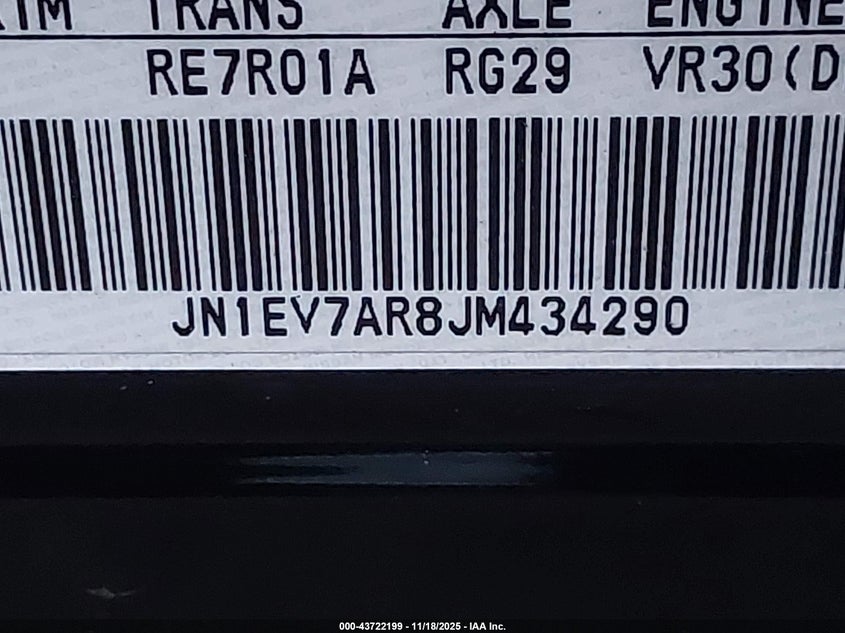 TRANS AXLE ENGINE
RE7R01A RG29 VR30(D
JN1EV7AR8JM434290
000-43722199 - 11/18/2025 - IAA Inc.